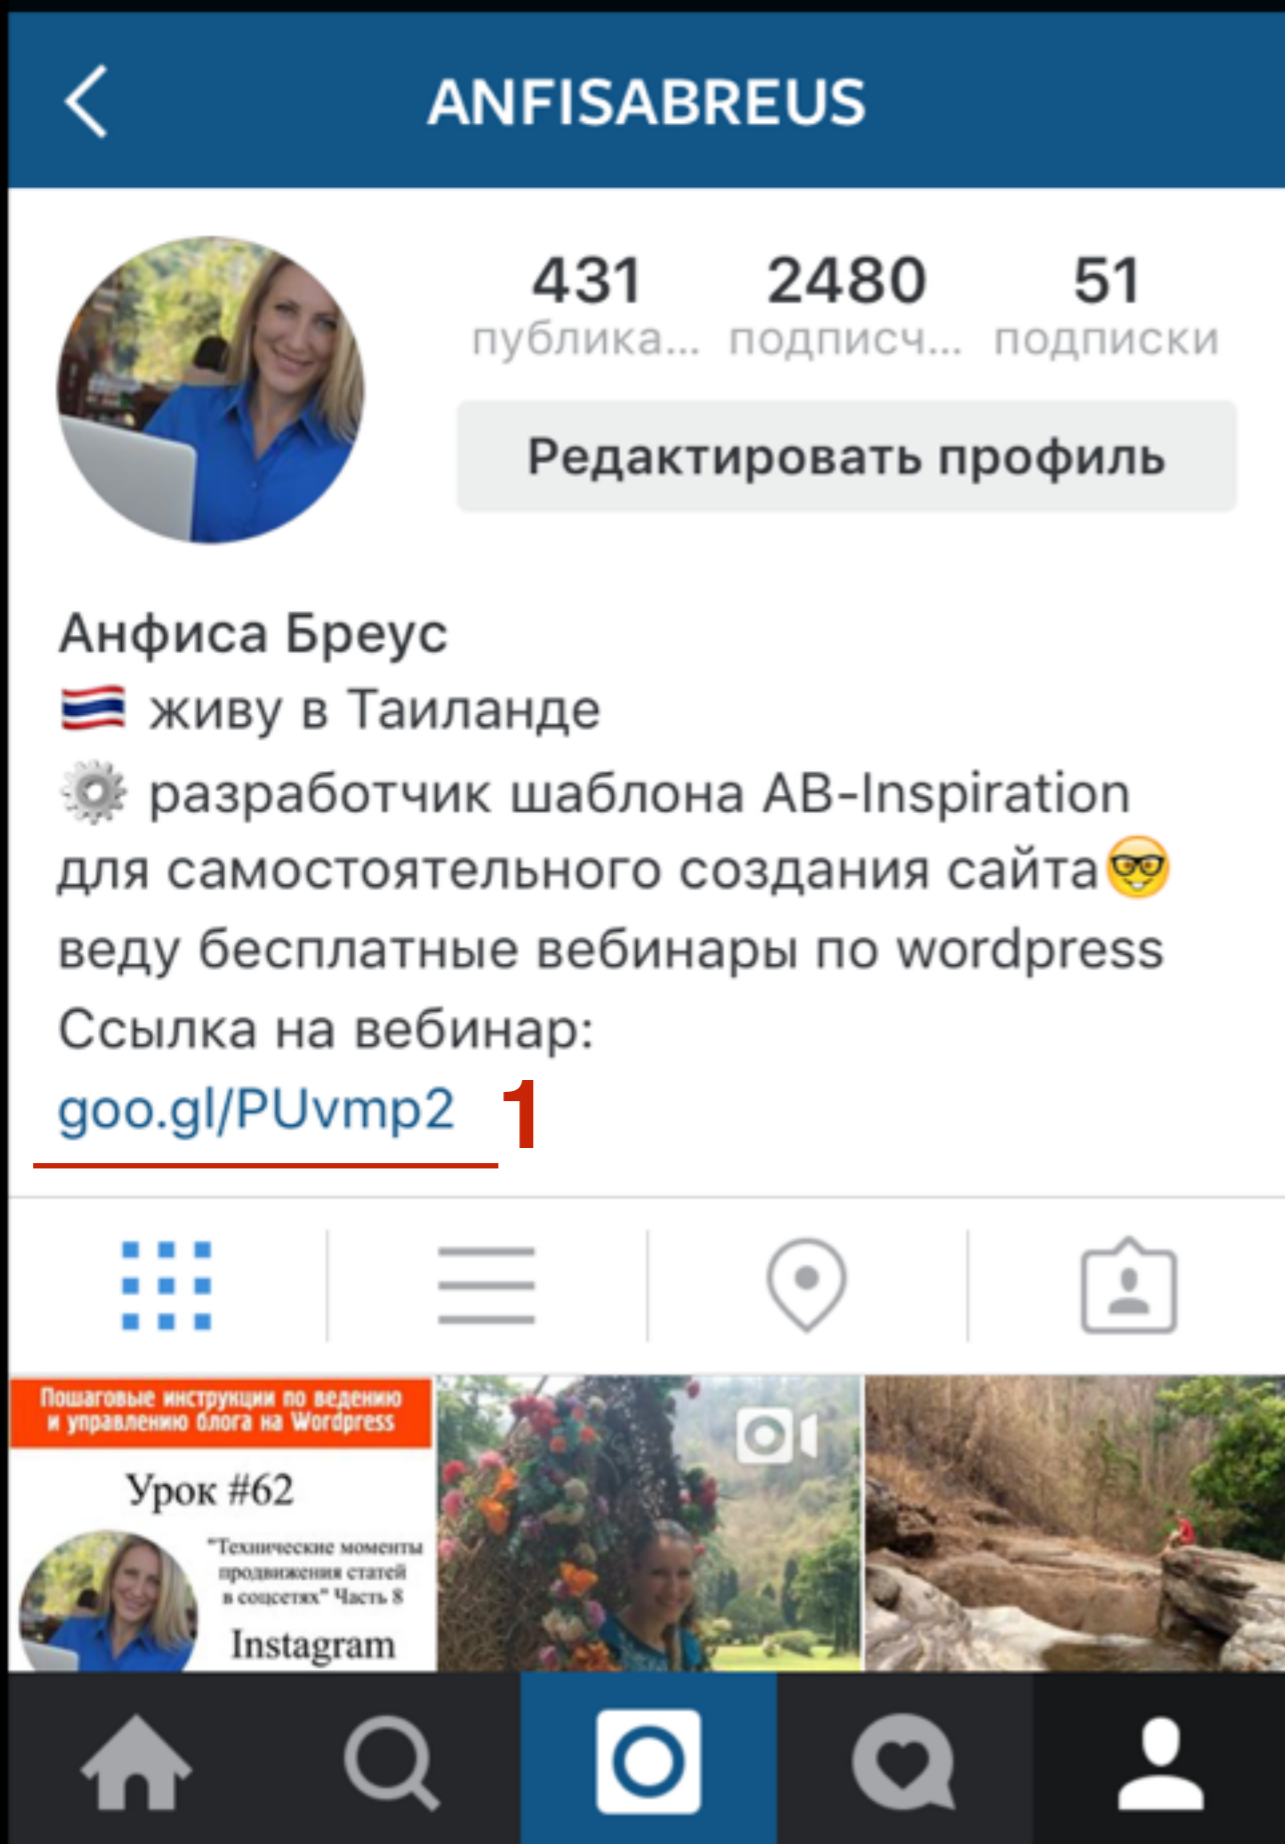 ANFISABREUS
431 2480 51
публика... подписч... подписки
Редактировать профиль
Анфиса Бреус
живу в Таиланде
разработчик шаблона AB-Inspiration
для самостоятельного создания сайта
веду бесплатные вебинары по wordpress
Ссылка на вебинар:
goo.gl/PUvmp2 1
Пошаговые инструкции по ведению
и управлению блога на Wordpress
Урок #62
"Технические моменты
продвижения статей
в соцсетях" Часть 8
Instagram